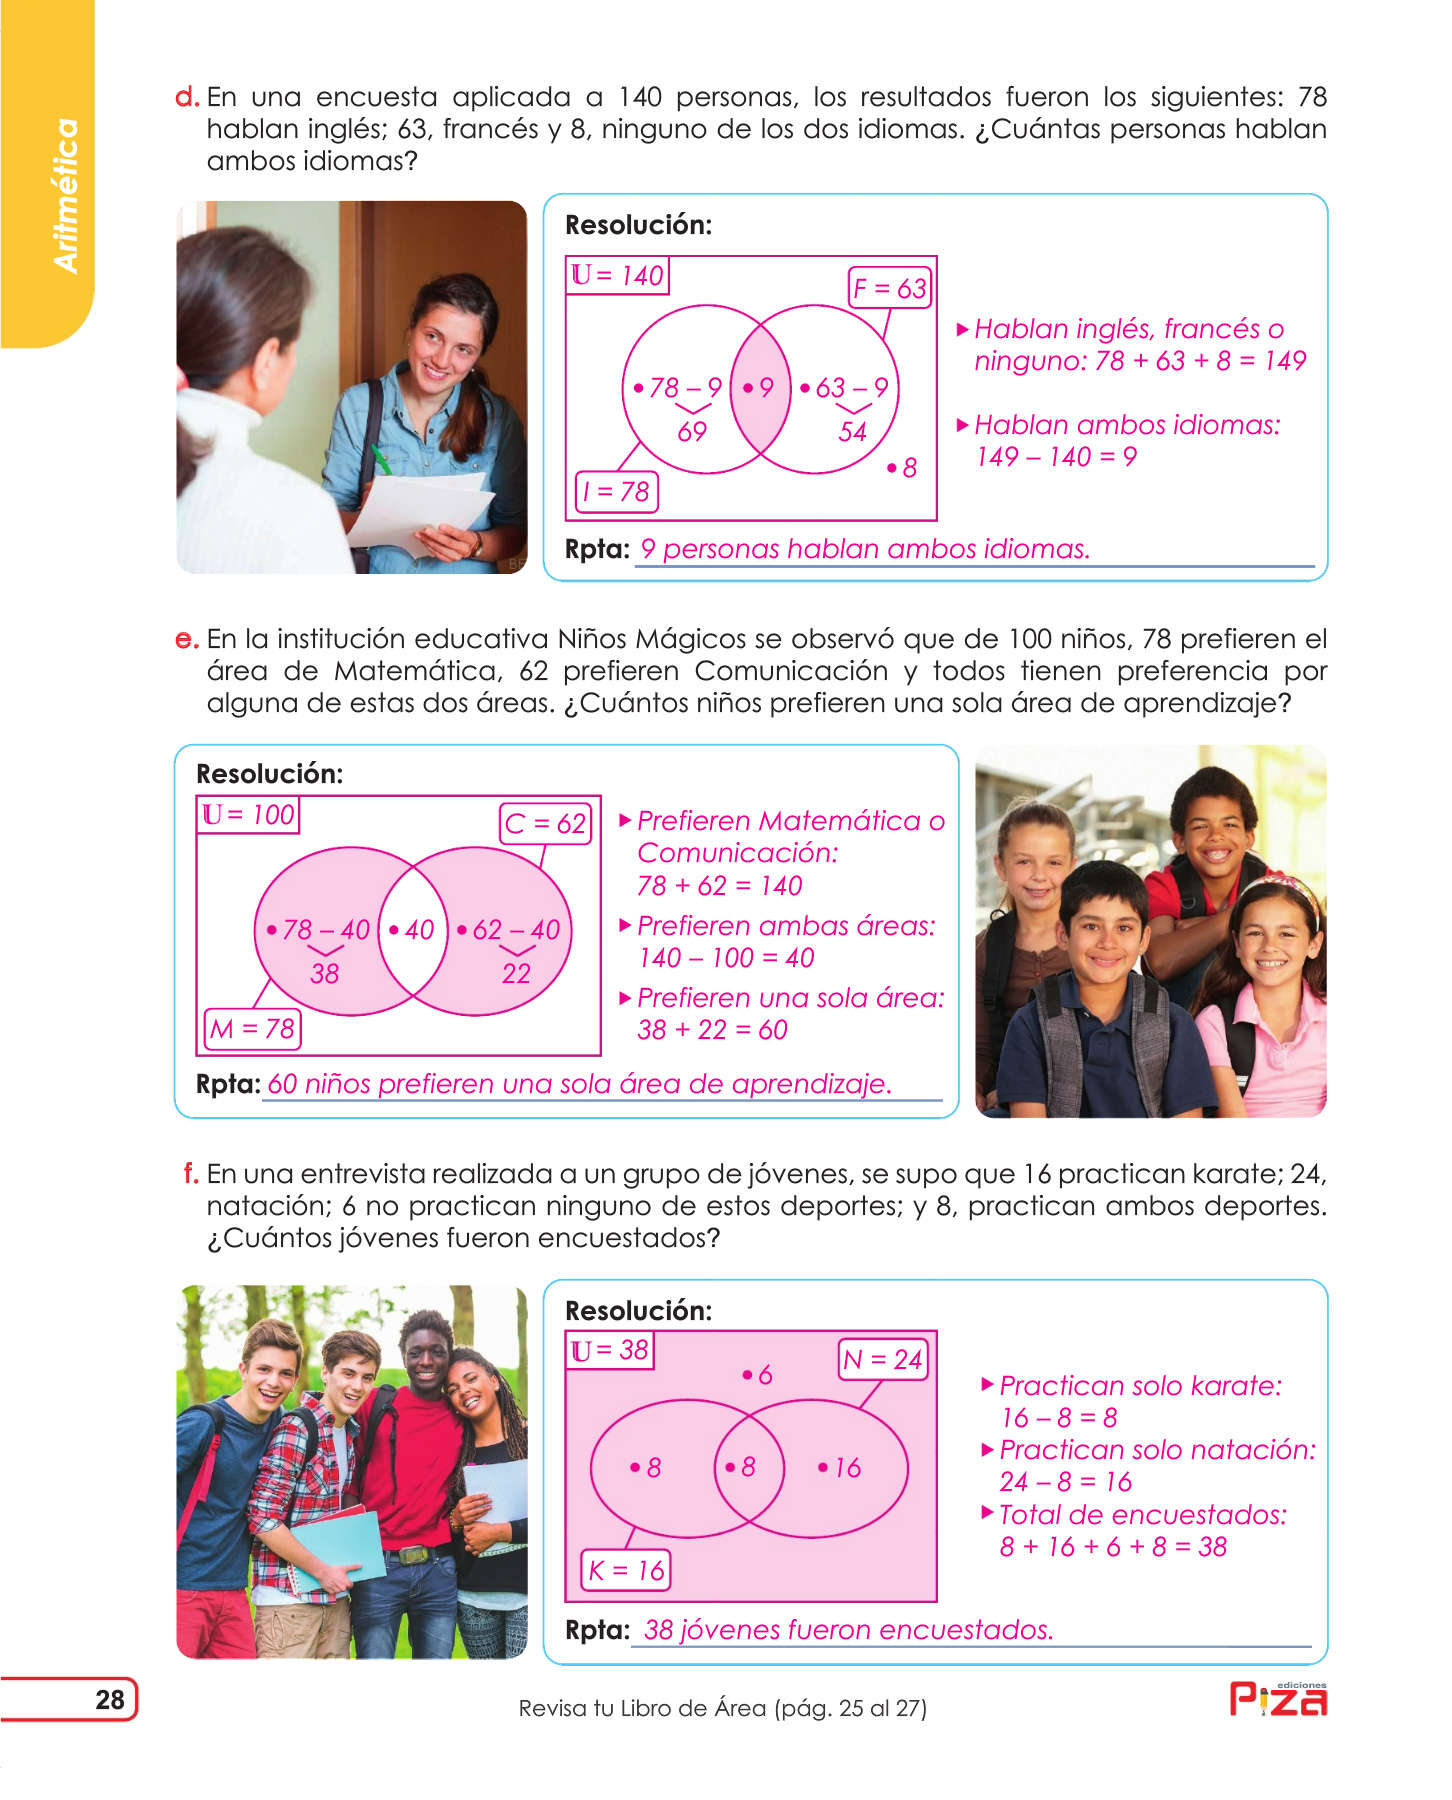 Aritmética
d. En una encuesta aplicada a 140 personas, los resultados fueron los siguientes: 78
hablan inglés; 63, francés y 8, ninguno de los dos idiomas. ¿Cuántas personas hablan
ambos idiomas?
Resolución:
𝕌 = 140
F = 63
• 78 – 9 • 9 • 63 – 9
69 54
• 8
I = 78
▶ Hablan inglés, francés o
ninguno: 78 + 63 + 8 = 149
▶ Hablan ambos idiomas:
149 – 140 = 9
Rpta: 9 personas hablan ambos idiomas.
e. En la institución educativa Niños Mágicos se observó que de 100 niños, 78 prefieren el
área de Matemática, 62 prefieren Comunicación y todos tienen preferencia por
alguna de estas dos áreas. ¿Cuántos niños prefieren una sola área de aprendizaje?
Resolución:
𝕌 = 100
C = 62
• 78 – 40 • 40 • 62 – 40
38 22
M = 78
▶ Prefieren Matemática o
Comunicación:
78 + 62 = 140
▶ Prefieren ambas áreas:
140 – 100 = 40
▶ Prefieren una sola área:
38 + 22 = 60
Rpta: 60 niños prefieren una sola área de aprendizaje.
f. En una entrevista realizada a un grupo de jóvenes, se supo que 16 practican karate; 24,
natación; 6 no practican ninguno de estos deportes; y 8, practican ambos deportes.
¿Cuántos jóvenes fueron encuestados?
Resolución:
𝕌 = 38
• 6
N = 24
• 8 • 8 • 16
K = 16
▶ Practican solo karate:
16 – 8 = 8
▶ Practican solo natación:
24 – 8 = 16
▶ Total de encuestados:
8 + 16 + 6 + 8 = 38
Rpta: 38 jóvenes fueron encuestados.
28
Revisa tu Libro de Área (pág. 25 al 27)
ediciones
Piza